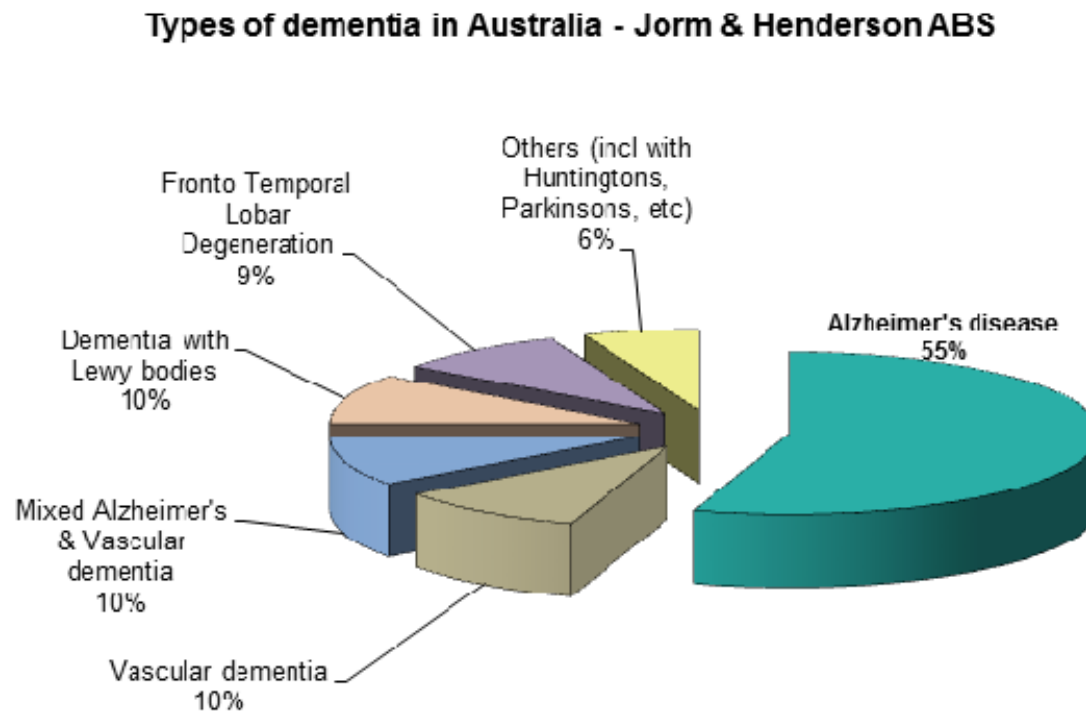 Types of dementia in Australia - Jorm & Henderson ABS
Others (incl with
Huntingtons,
Parkinsons, etc)
6%
Fronto Temporal
Lobar
Degeneration
9%
Alzheimer's disease
55%
Dementia with
Lewy bodies
10%
Mixed Alzheimer's
& Vascular
dementia
10%
Vascular dementia
10%